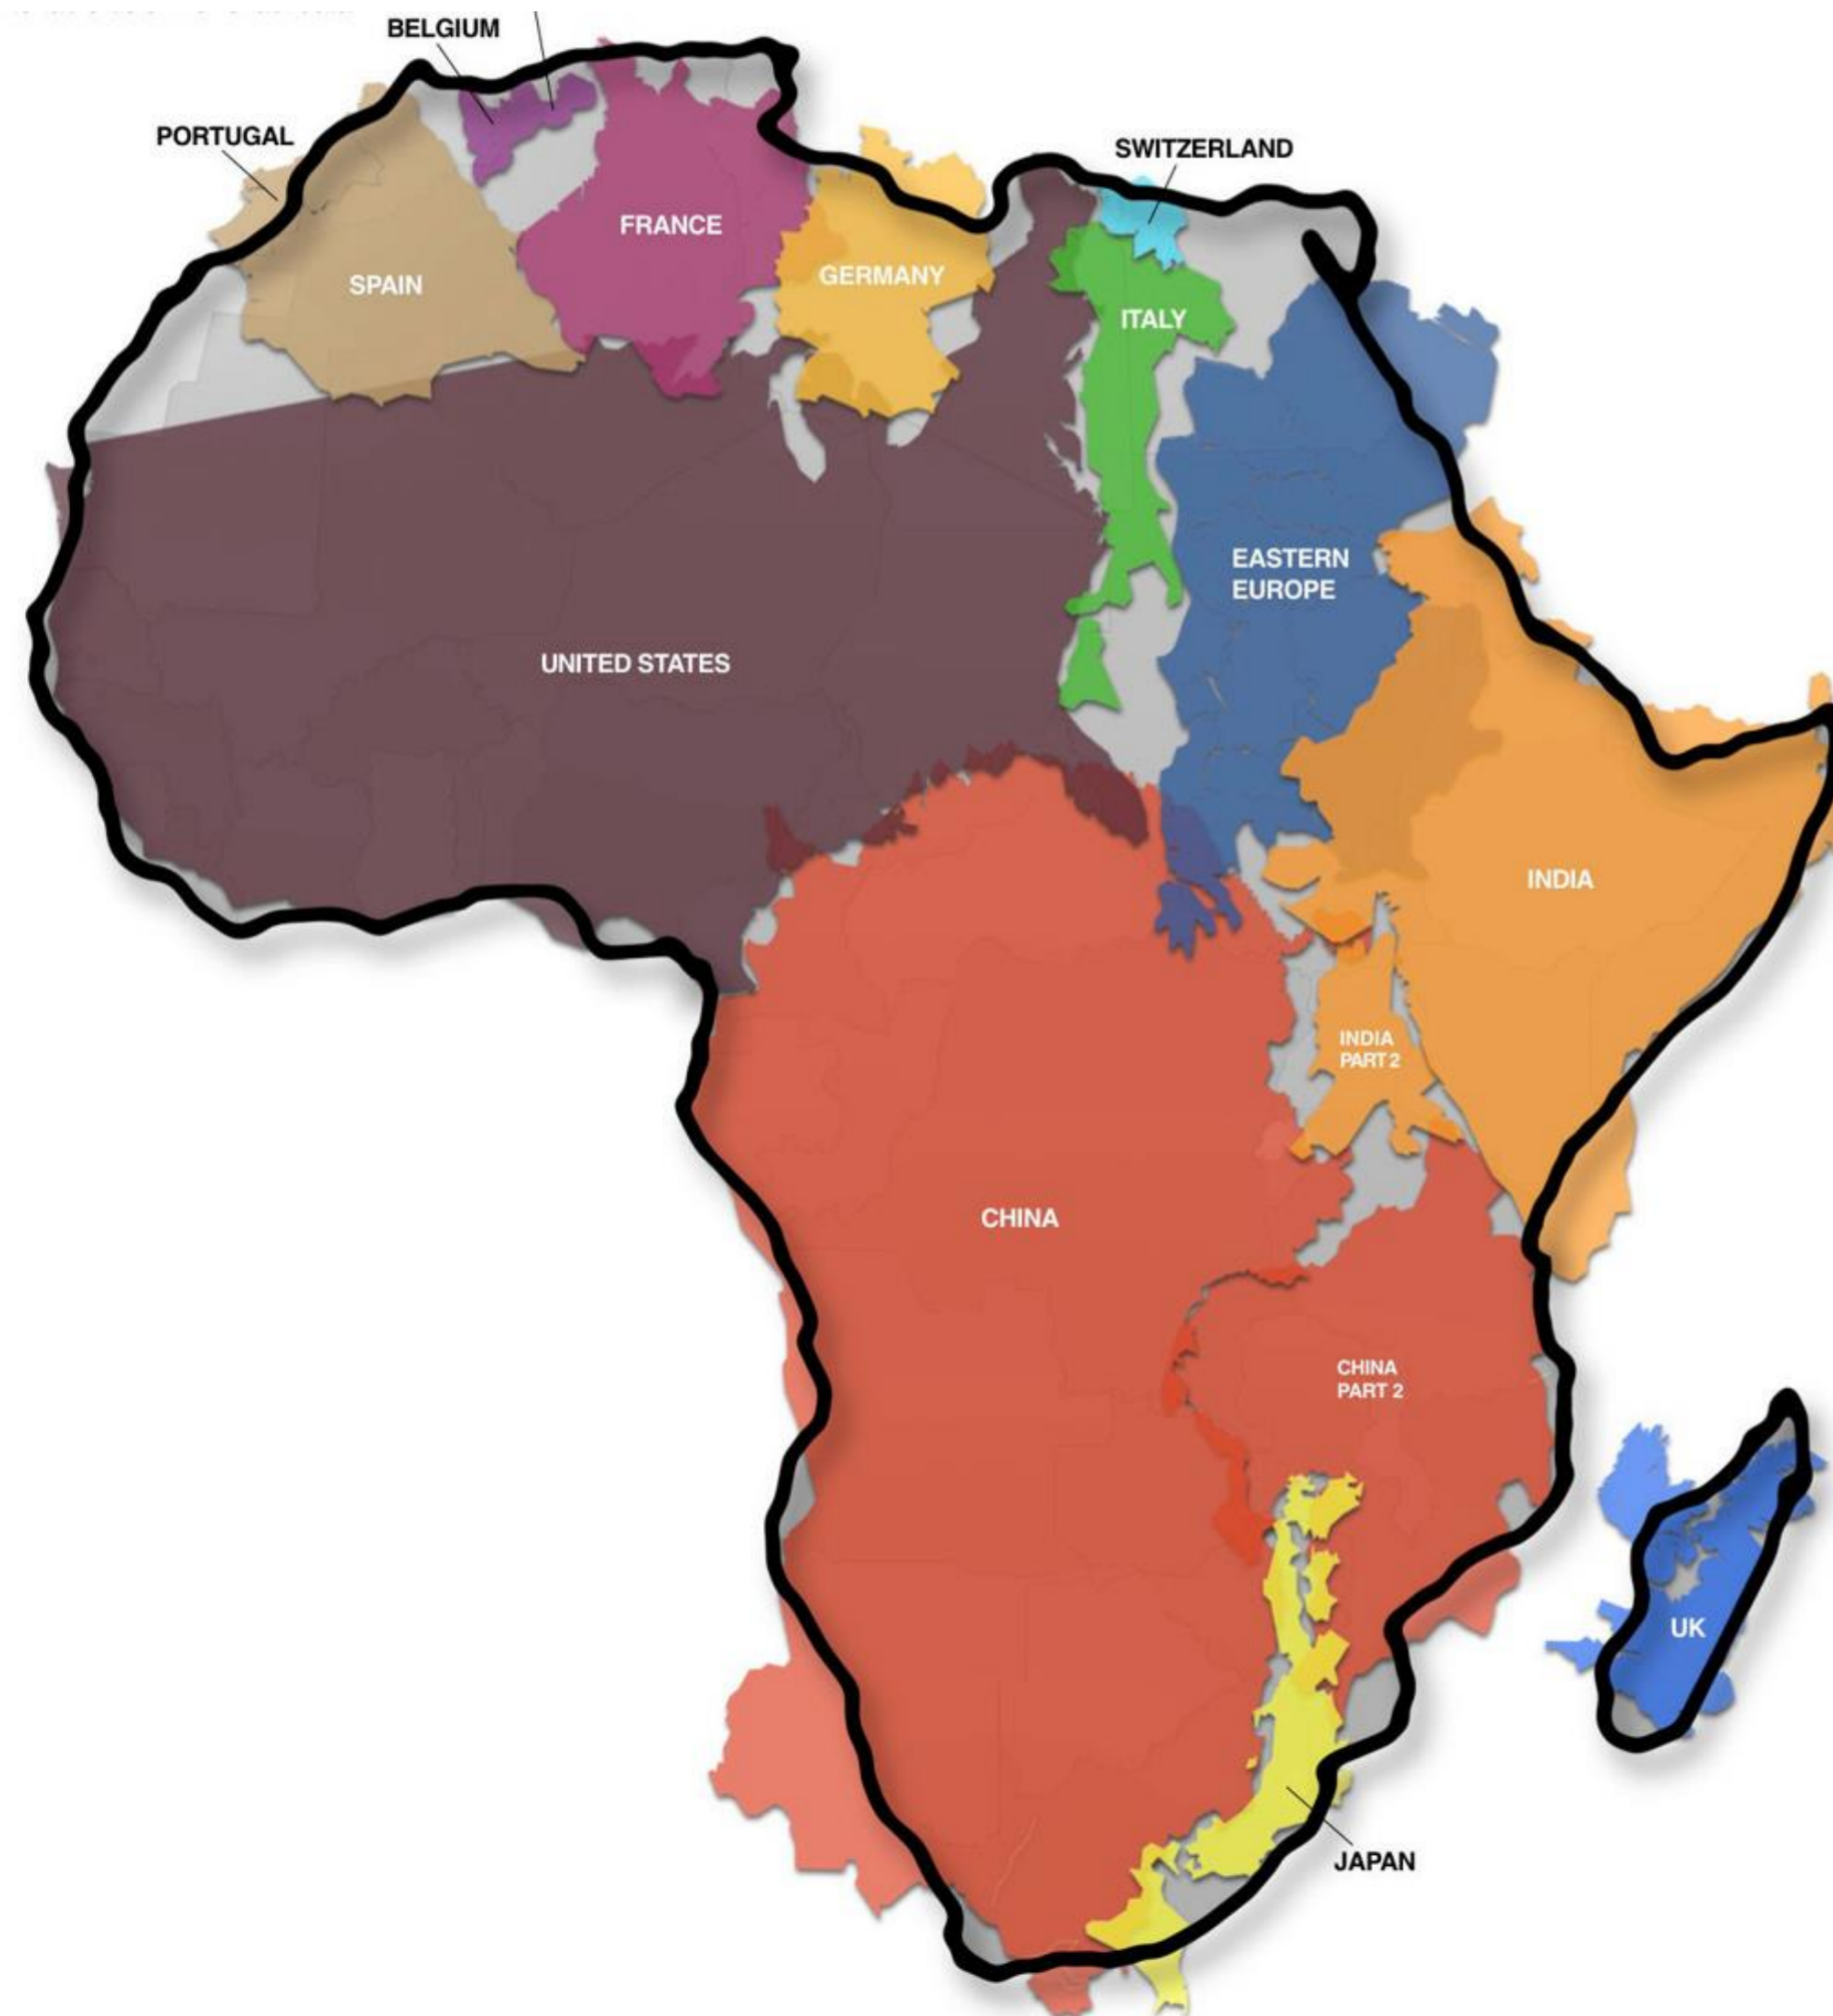 BELGIUM
PORTUGAL
SWITZERLAND
FRANCE
GERMANY
SPAIN
ITALY
EASTERN
EUROPE
UNITED STATES
INDIA
INDIA
PART 2
CHINA
CHINA
PART 2
UK
JAPAN